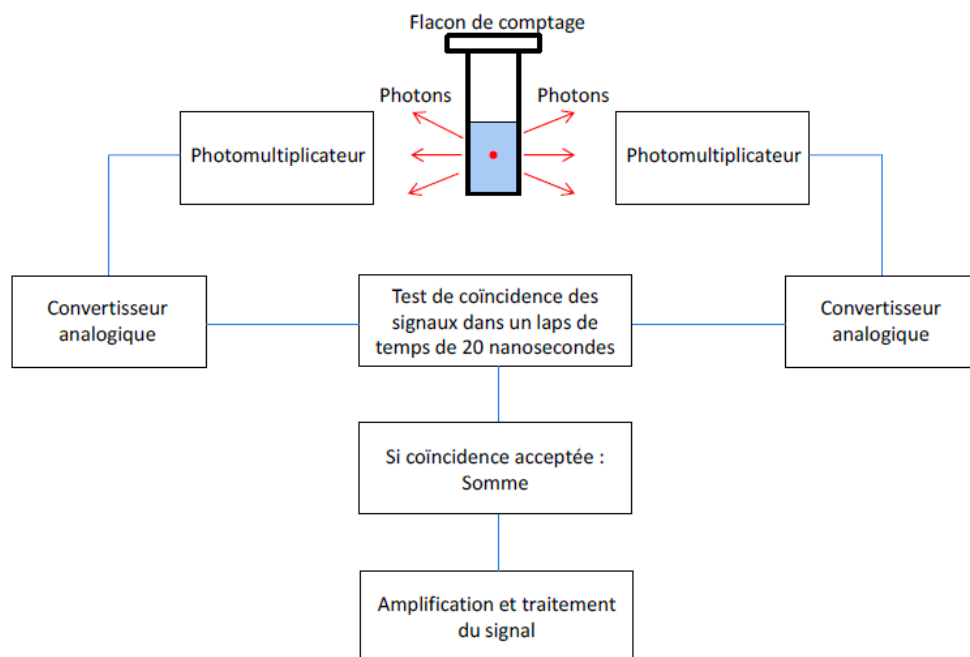 Flacon de comptage
Photons
Photons
Photomultiplicateur
Photomultiplicateur
Convertisseur
analogique
Test de coïncidence des
signaux dans un laps de
temps de 20 nanosecondes
Convertisseur
analogique
Si coïncidence acceptée :
Somme
Amplification et traitement
du signal